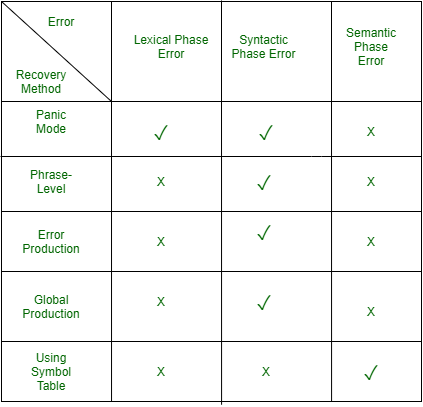 Error
Recovery
Method
Lexical Phase
Error
Syntactic
Phase Error
Semantic
Phase
Error
Panic
Mode
✓ ✓ X
Phrase-
Level
X ✓ X
Error
Production
X ✓ X
Global
Production
X ✓ X
Using
Symbol
Table
X X ✓